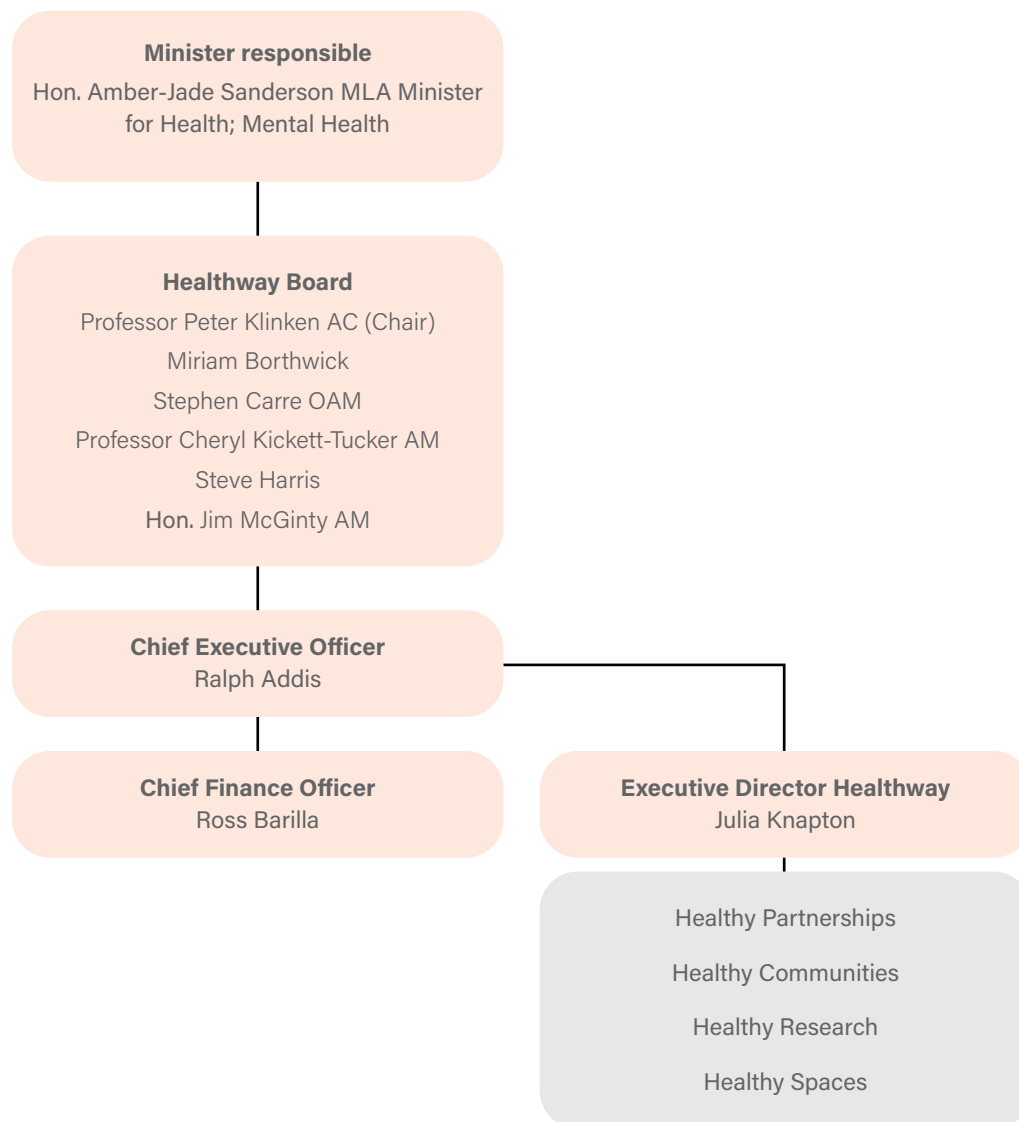 Minister responsible
Hon. Amber-Jade Sanderson MLA Minister
for Health; Mental Health
Healthway Board
Professor Peter Klinken AC (Chair)
Miriam Borthwick
Stephen Carre OAM
Professor Cheryl Kickett-Tucker AM
Steve Harris
Hon. Jim McGinty AM
Chief Executive Officer
Ralph Addis
Chief Finance Officer
Ross Barilla
Executive Director Healthway
Julia Knapton
Healthy Partnerships
Healthy Communities
Healthy Research
Healthy Spaces